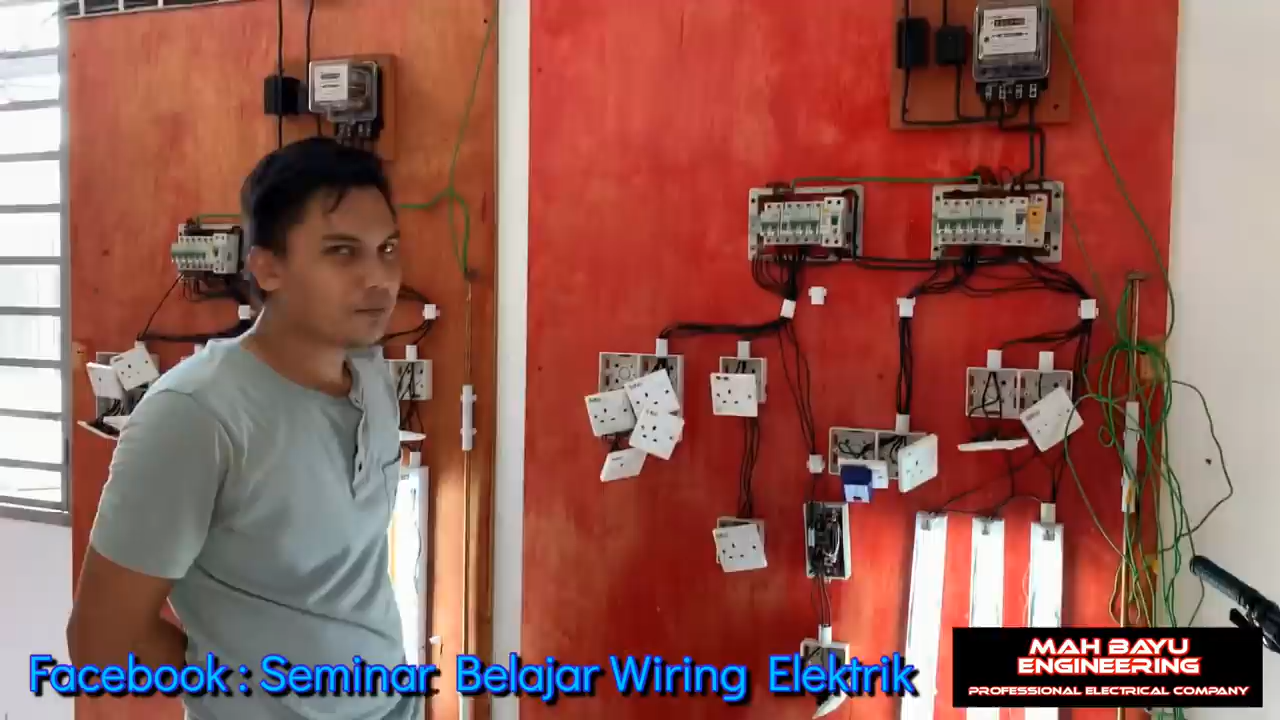 Facebook : Seminar Belajar Wiring Elektrik
MAH BAYU
ENGINEERING
PROFESSIONAL ELECTRICAL COMPANY